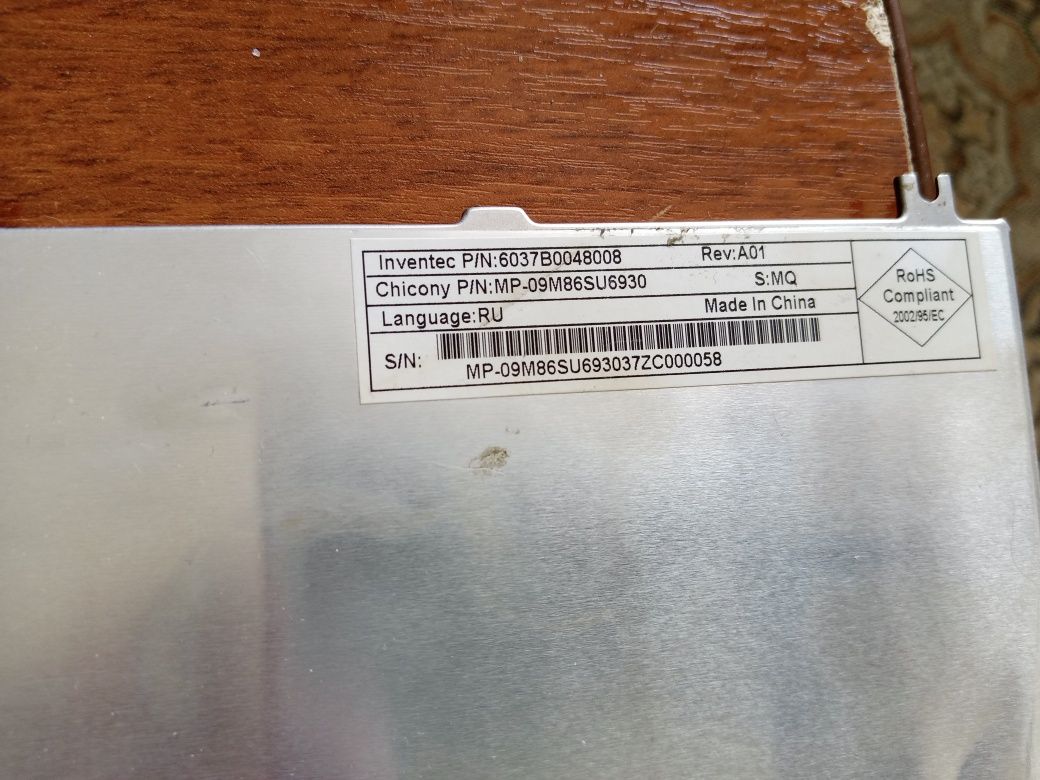 Inventec P/N:6037B0048008 Rev:A01
Chicony P/N:MP-09M86SU6930 S:MQ
Language:RU Made In China
S/N:
MP-09M86SU693037ZC000058
RoHS
Compliant
2002/95/EC